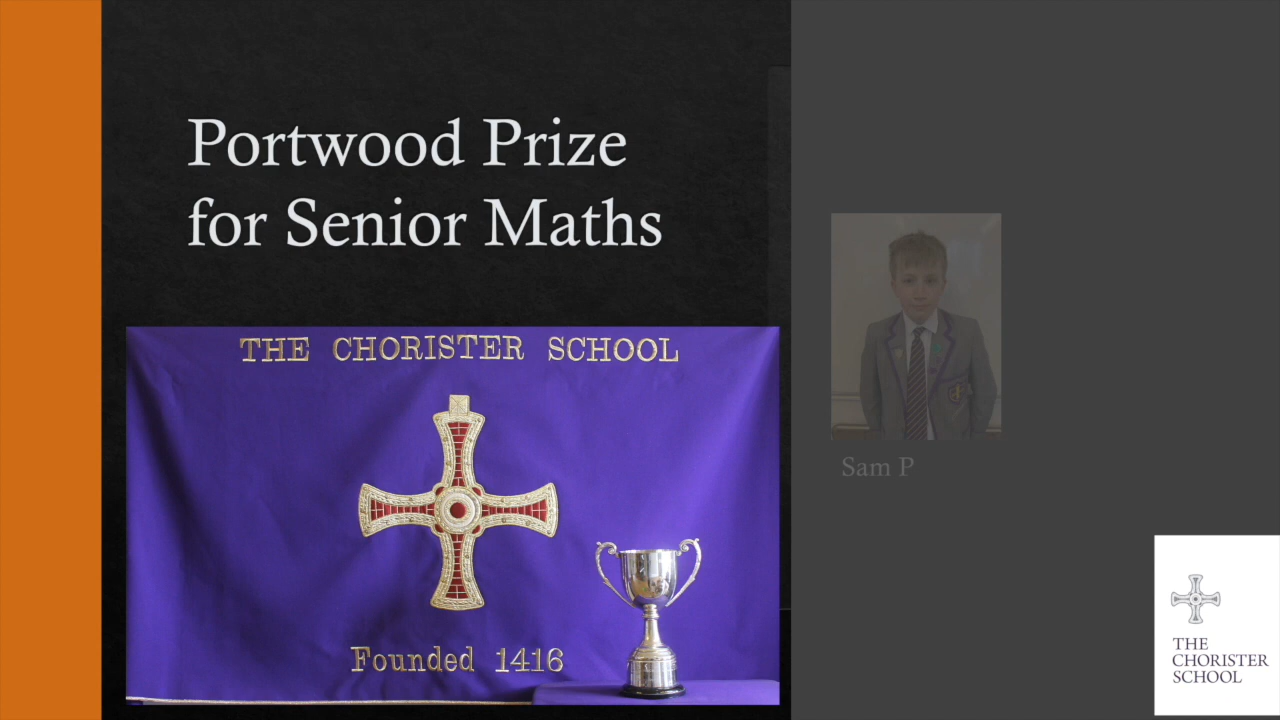 Portwood Prize
for Senior Maths
THE CHORISTER SCHOOL
Founded 1416
Sam P
THE
CHORISTER
SCHOOL